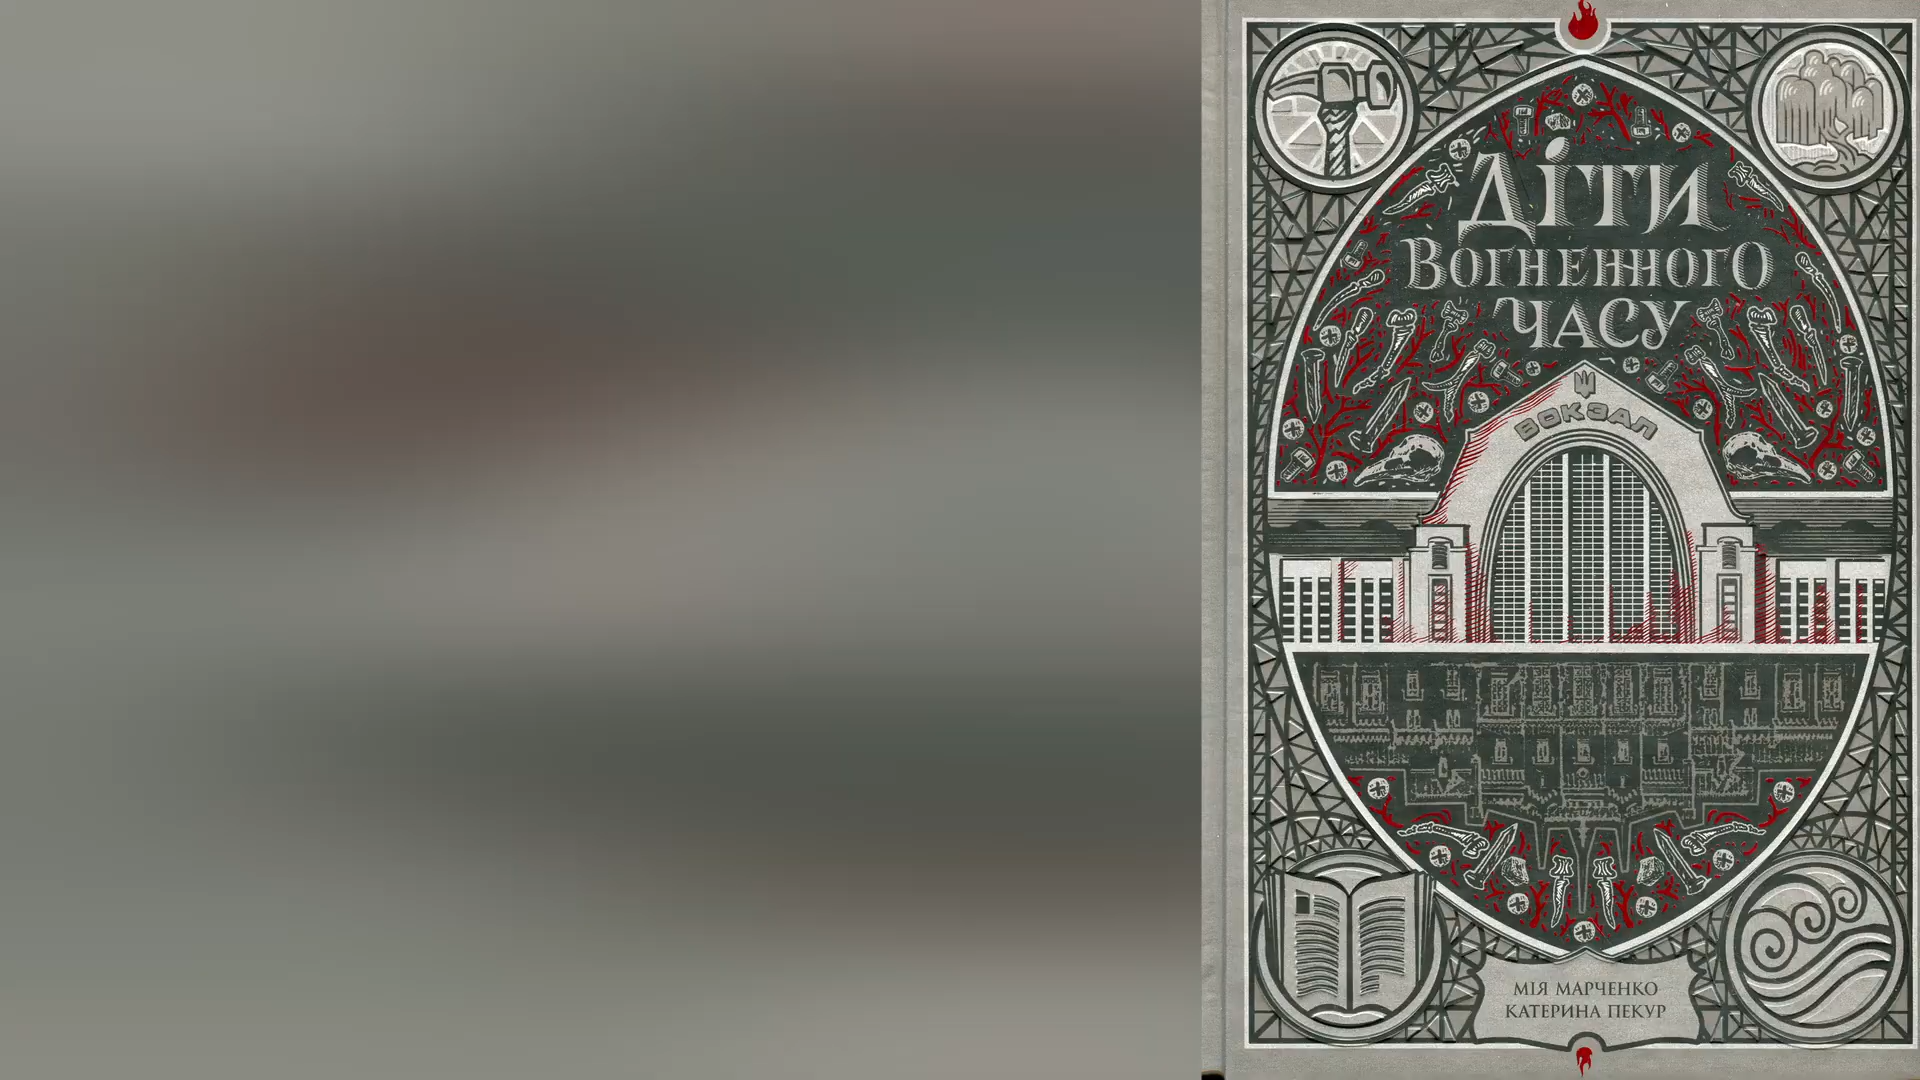 Діти
Вогненного
Часу
ВОКЗАЛ
МІЯ МАРЧЕНКО
КАТЕРИНА ПЕКУР